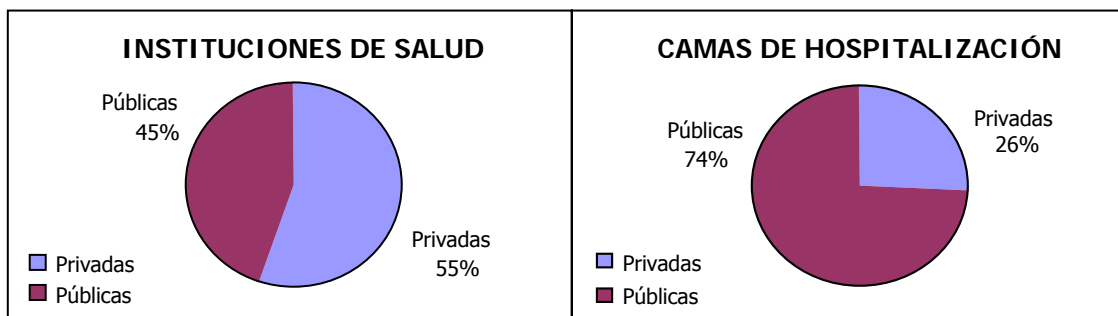 INSTITUCIONES DE SALUD
Públicas
45%
Privadas
55%
Privadas
Públicas
CAMAS DE HOSPITALIZACIÓN
Públicas
74%
Privadas
26%
Privadas
Públicas